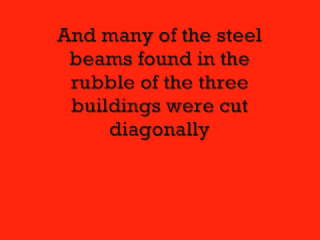 And many of the steel
beams found in the
rubble of the three
buildings were cut
diagonally